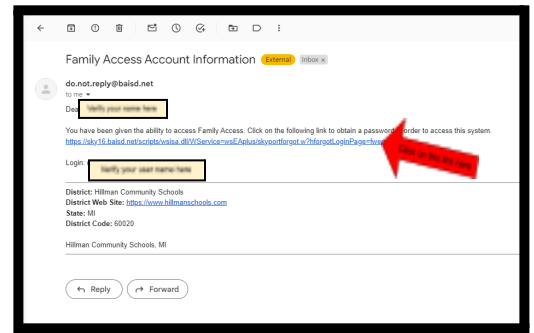 Family Access Account Information External Inbox x
do.not.reply@baisd.net
to me
Dear Verify your name here
You have been given the ability to access Family Access. Click on the following link to obtain a password order to access this system.
https://sky16.baisd.net/scripts/wsisa.dll/WService=wsEAplus/skyportforgot.w?hforgotLoginPage=fwe
Click on this link here
Login: Verify your user name here
District: Hillman Community Schools
District Web Site: https://www.hillmanschools.com
State: MI
District Code: 60020
Hillman Community Schools, MI
Reply Forward